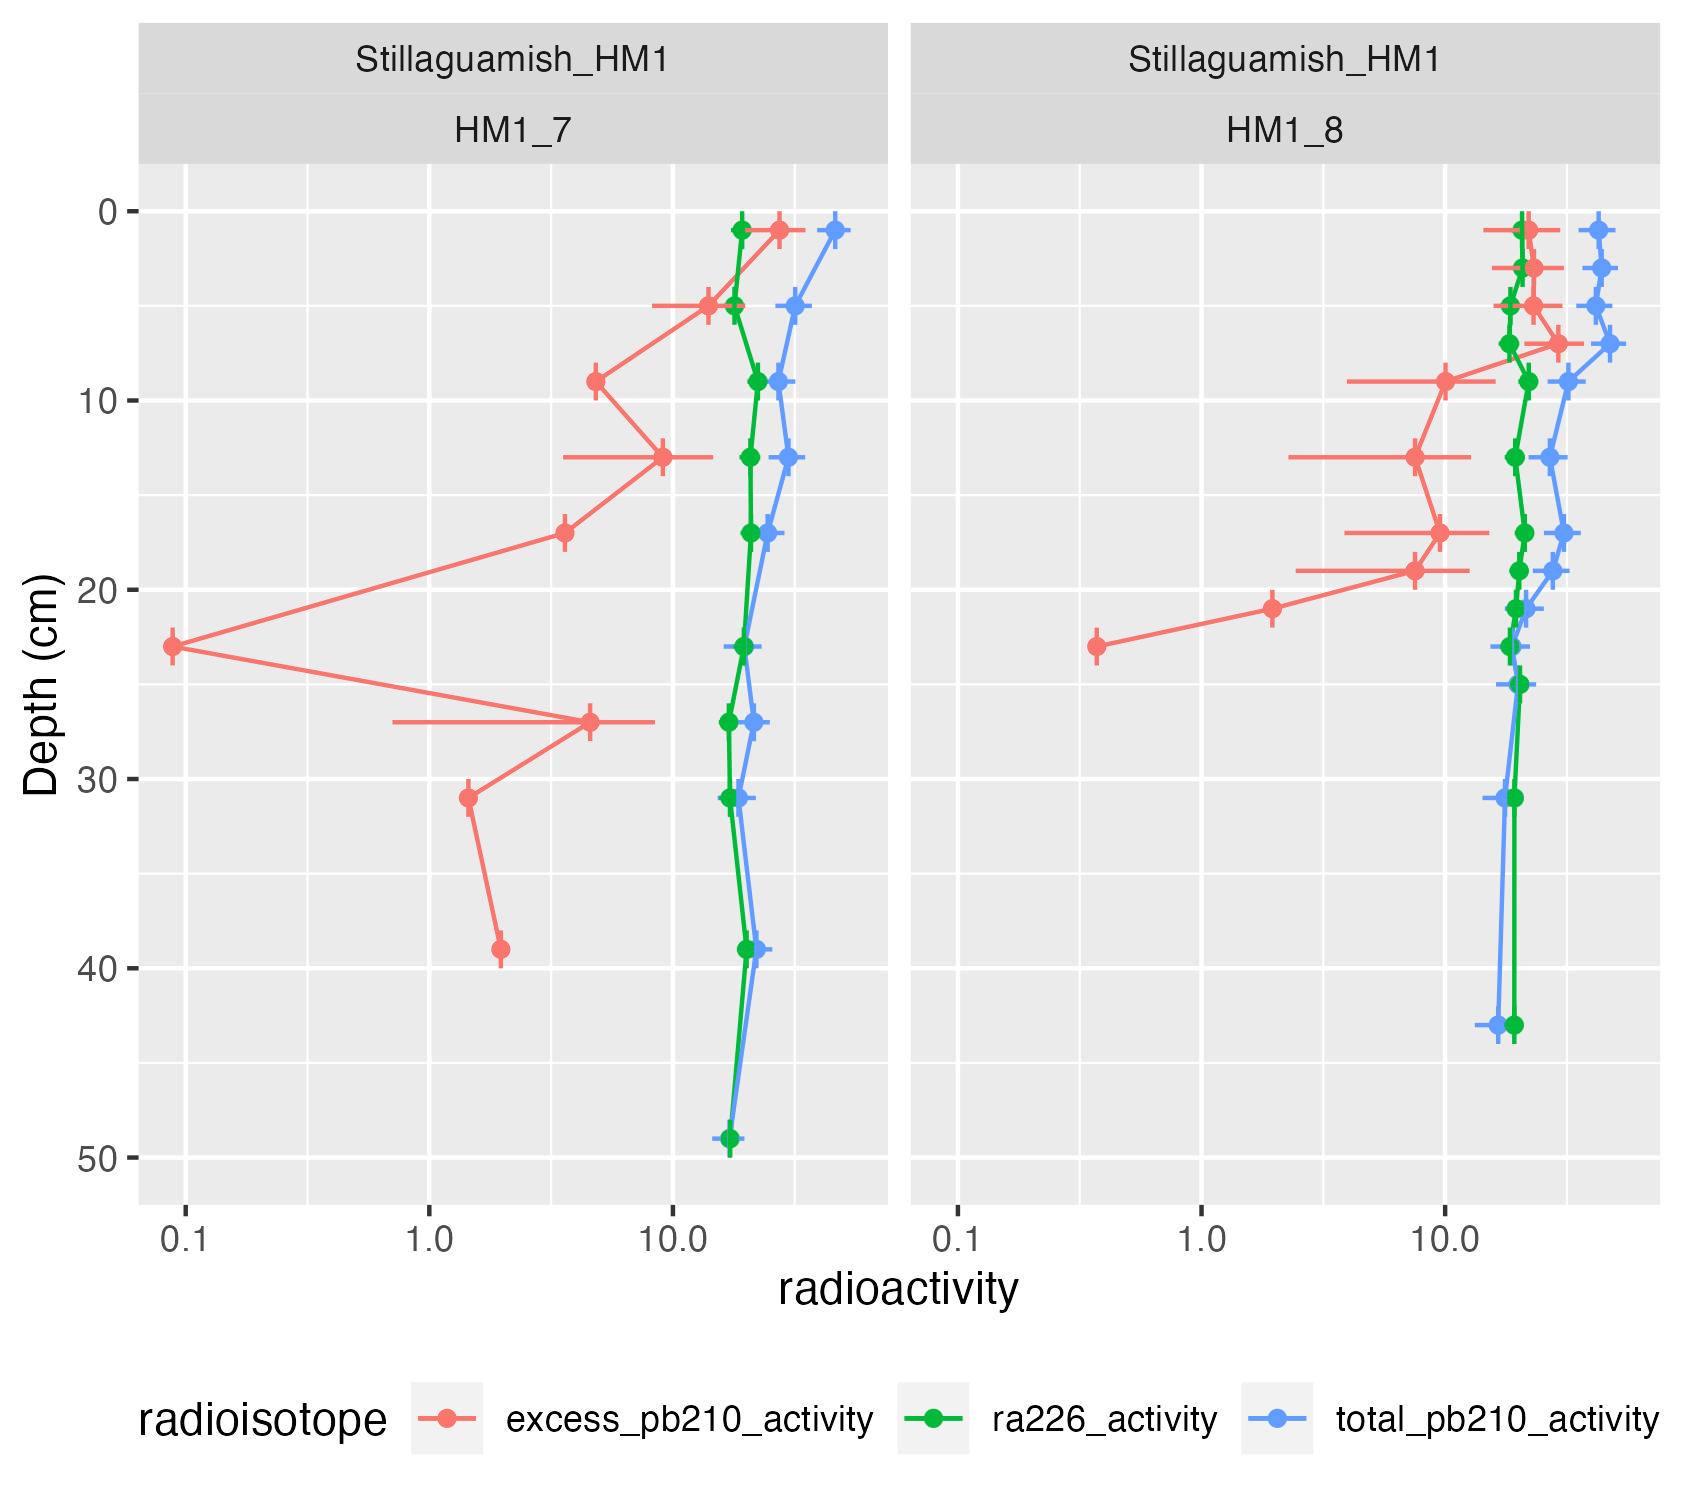 Stillaguamish_HM1 Stillaguamish_HM1
HM1_7 HM1_8
0
10
20
30
40
50
Depth (cm)
0.1 1.0 10.0 0.1 1.0 10.0
radioactivity
radioisotope excess_pb210_activity ra226_activity total_pb210_activity